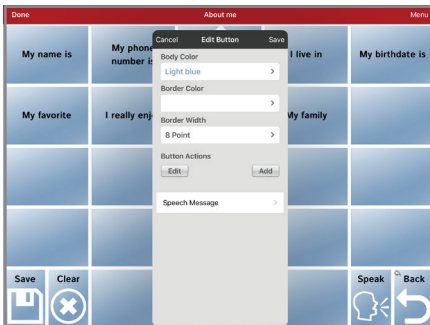 Done About me Menu
Cancel Edit Button Save
Body Color
Light blue
Border Color
Border Width
8 Point
Button Actions
Edit Add
Speech Message
My name is
My phone
number is
I live in
My birthdate is
My favorite
I really enj
My family
Save Clear Speak Back